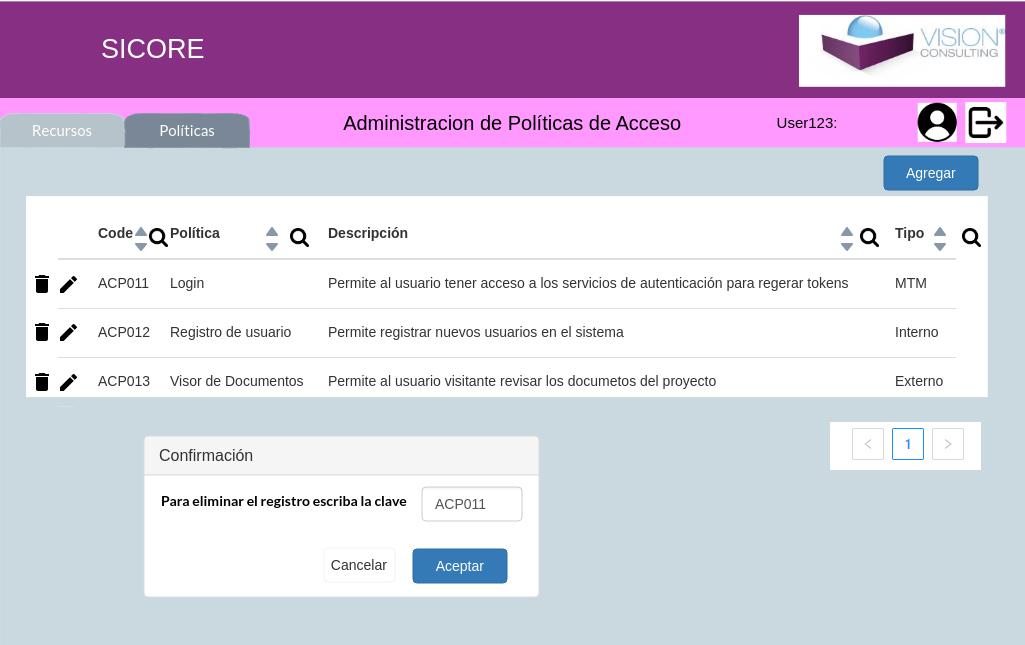 SICORE
VISION®
CONSULTING
Recursos
Políticas
Administracion de Políticas de Acceso
User123:
Agregar
Code Política Descripción Tipo
ACP011 Login Permite al usuario tener acceso a los servicios de autenticación para regerar tokens MTM
ACP012 Registro de usuario Permite registrar nuevos usuarios en el sistema Interno
ACP013 Visor de Documentos Permite al usuario visitante revisar los documetos del proyecto Externo
< 1 >
Confirmación
Para eliminar el registro escriba la clave ACP011
Cancelar Aceptar